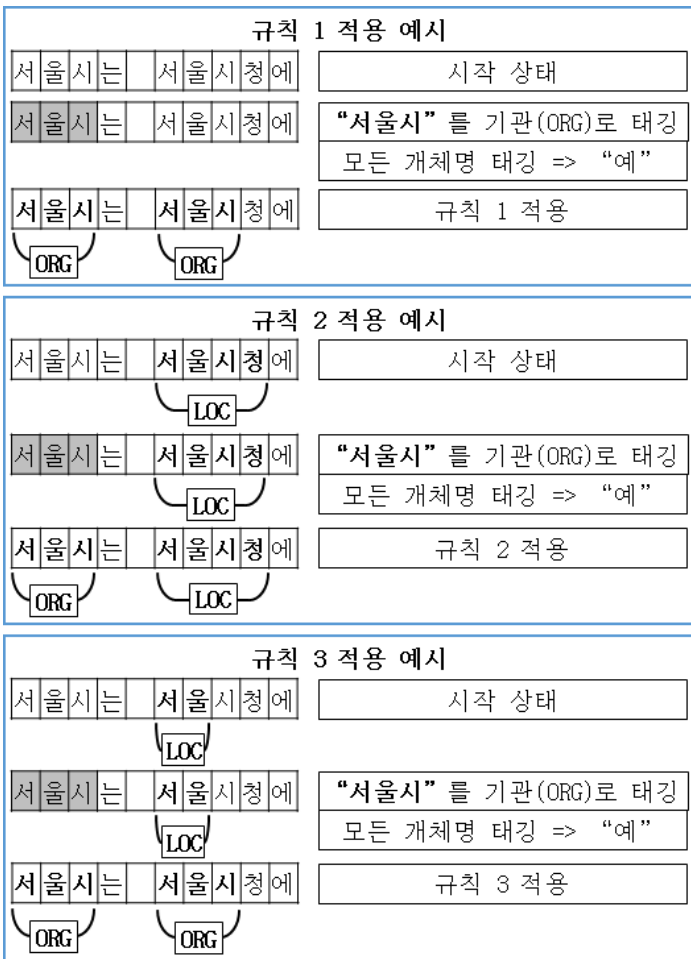 규칙 1 적용 예시
서울시는 서울시청에 시작 상태
서울시는 서울시청에 “서울시” 를 기관(ORG)로 태깅
모든 개체명 태깅 => “예”
서울시는 서울시청에 규칙 1 적용
ORG ORG
규칙 2 적용 예시
서울시는 서울시청에 시작 상태
LOC
서울시는 서울시청에 “서울시” 를 기관(ORG)로 태깅
LOC 모든 개체명 태깅 => “예”
서울시는 서울시청에 규칙 2 적용
ORG LOC
규칙 3 적용 예시
서울시는 서울시청에 시작 상태
LOC
서울시는 서울시청에 “서울시” 를 기관(ORG)로 태깅
LOC 모든 개체명 태깅 => “예”
서울시는 서울시청에 규칙 3 적용
ORG ORG